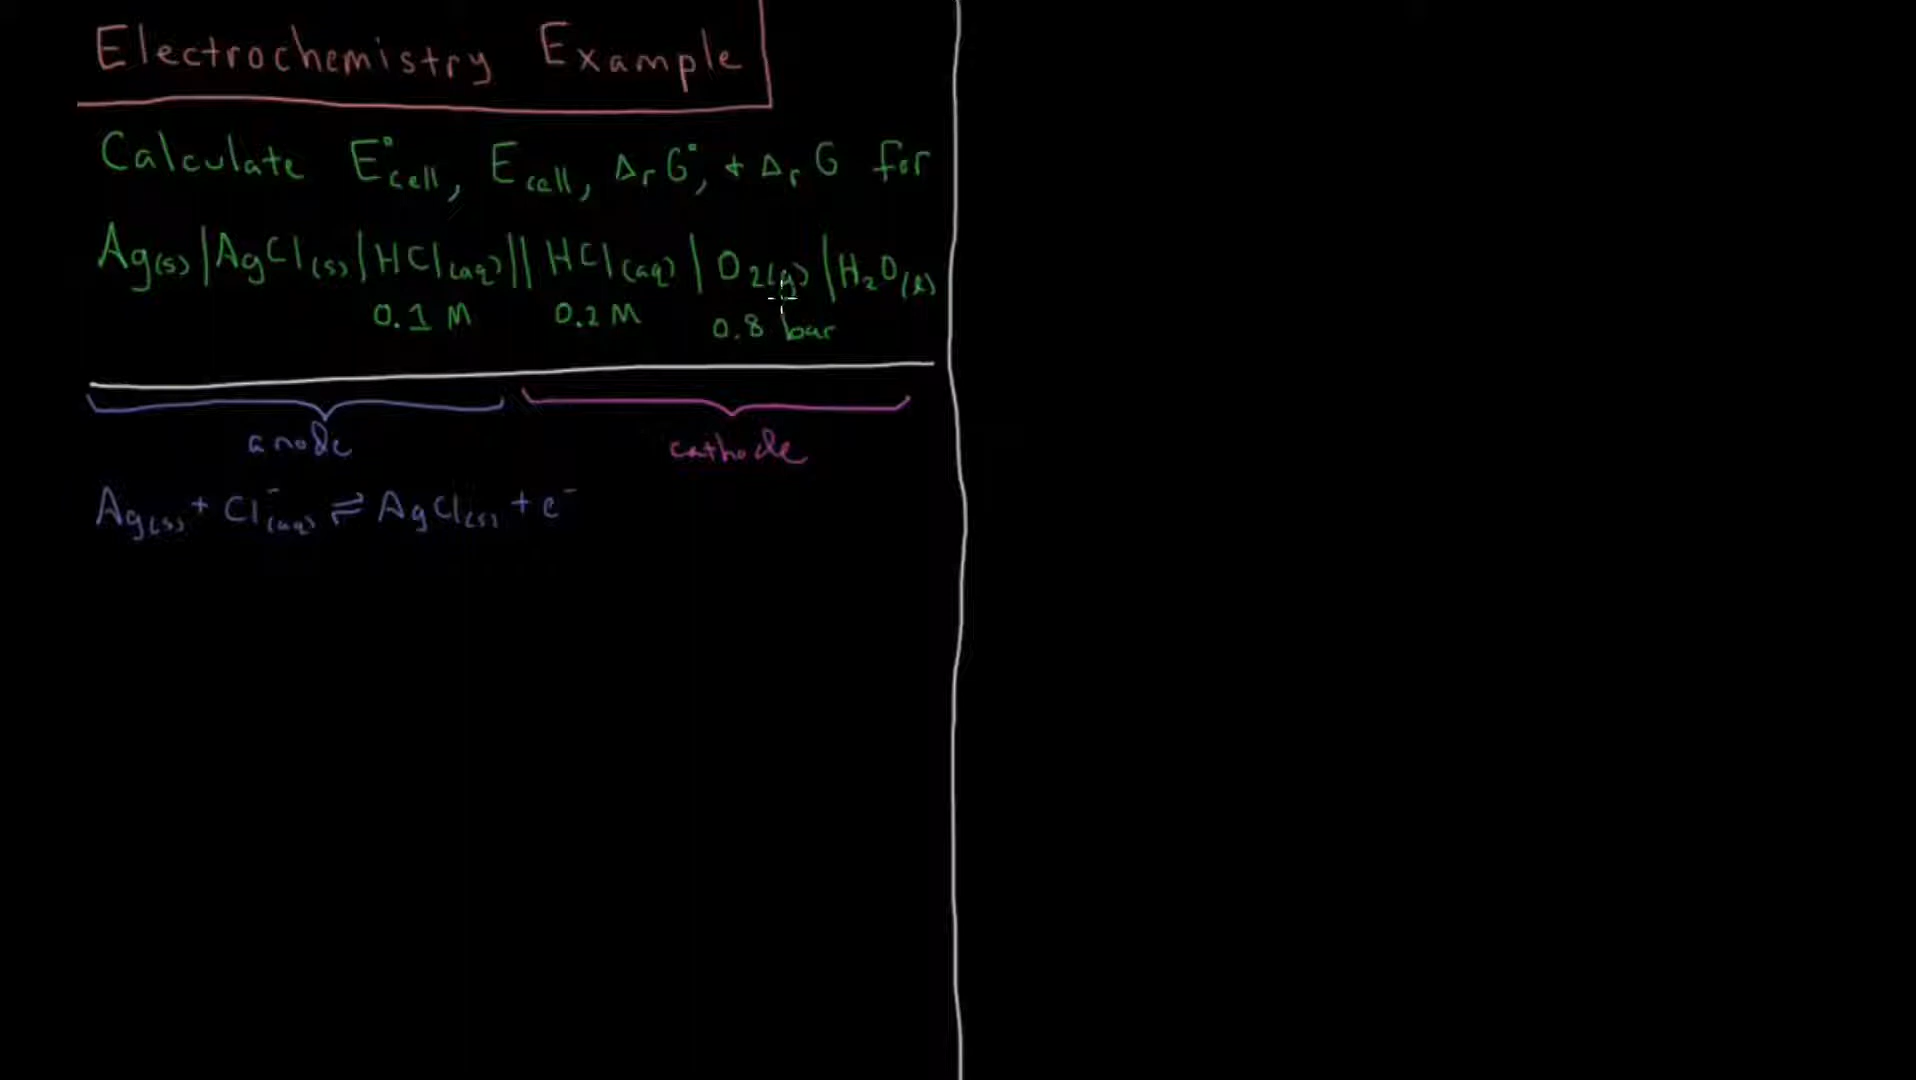 Electrochemistry Example
Calculate E°cell, Ecell, ΔrG°, + ΔrG for
Ag(s)|AgCl(s)|HCl(aq)||HCl(aq)|O2(g)|H2O(l)
0.1 M 0.2 M 0.8 bar
anode cathode
Ag(s) + Cl⁻(aq) ⇌ AgCl(s) + e⁻